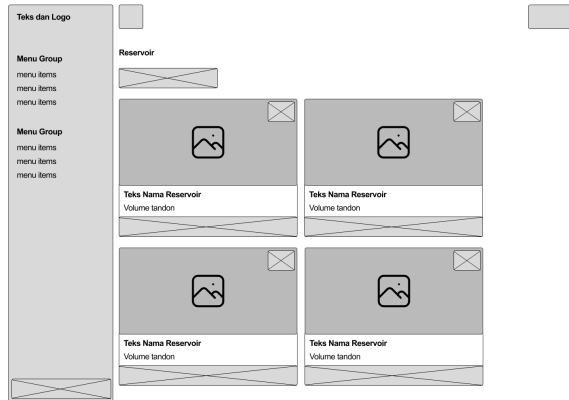 Teks dan Logo
Menu Group
menu items
menu items
menu items
Menu Group
menu items
menu items
menu items
Reservoir
Teks Nama Reservoir
Volume tandon
Teks Nama Reservoir
Volume tandon
Teks Nama Reservoir
Volume tandon
Teks Nama Reservoir
Volume tandon